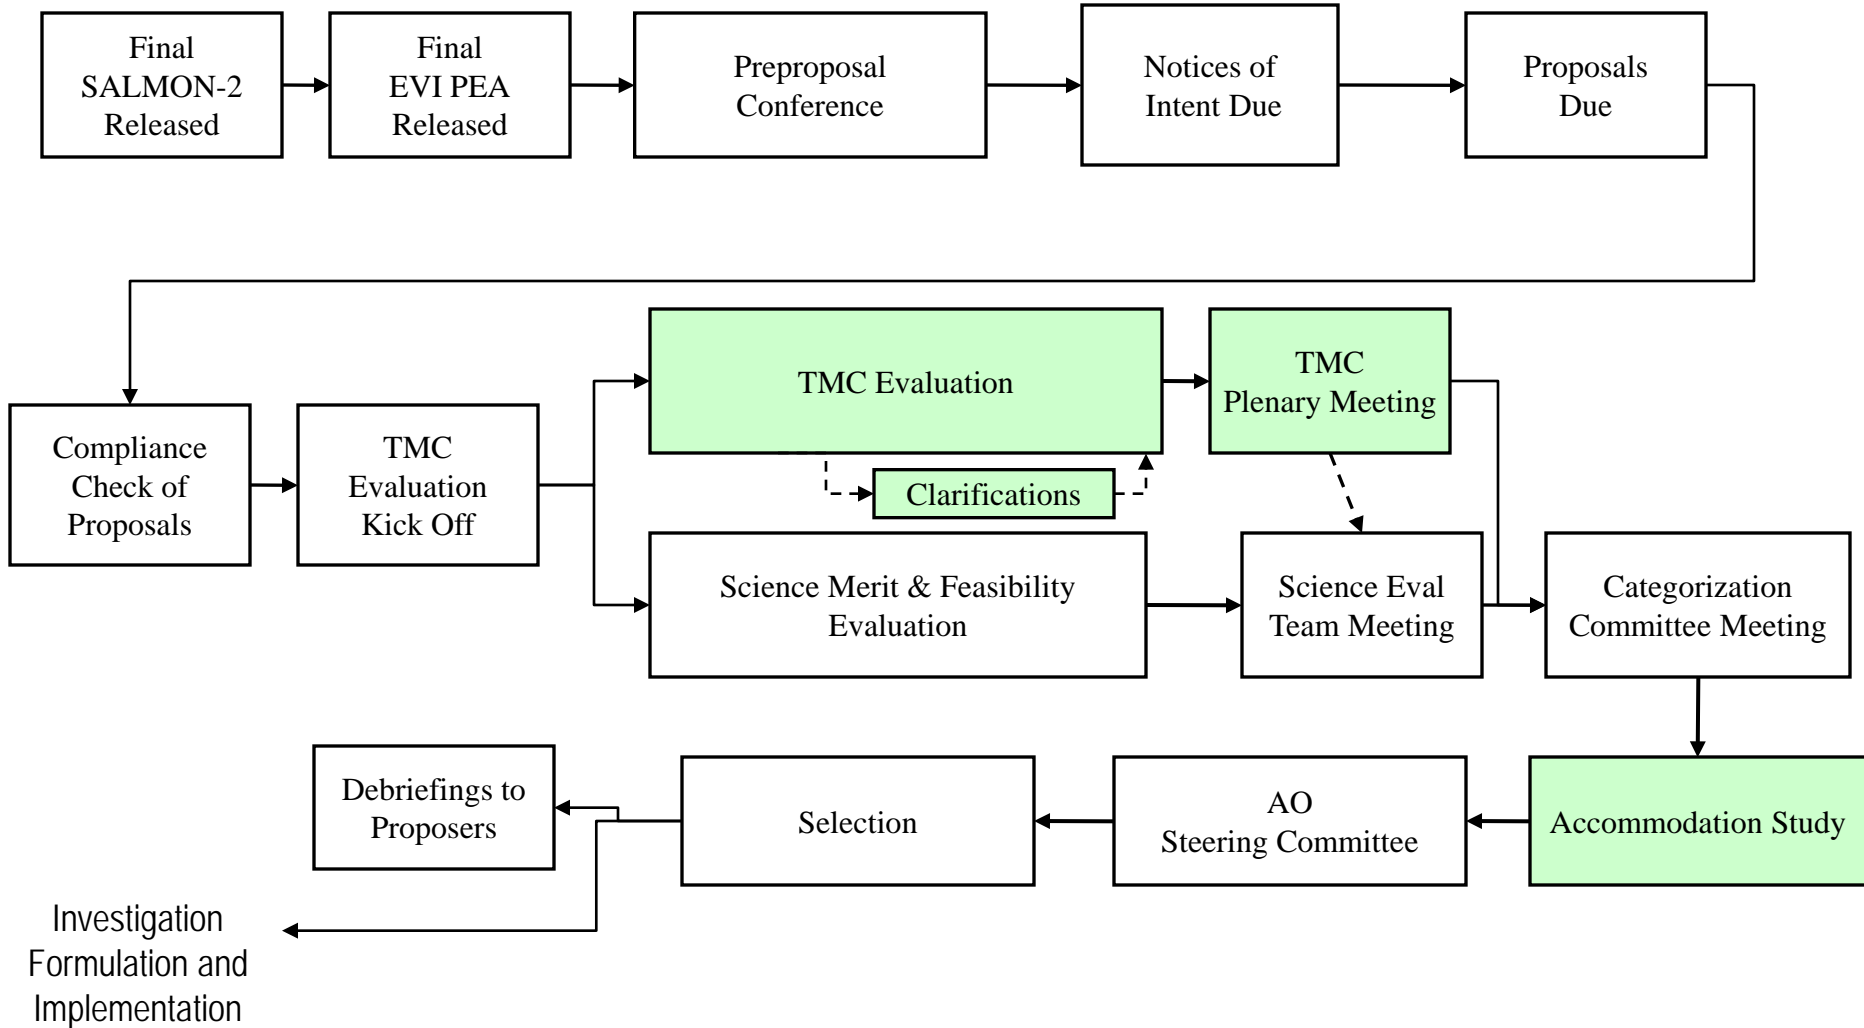 Final
SALMON-2
Released
Final
EVI PEA
Released
Preproposal
Conference
Notices of
Intent Due
Proposals
Due
Compliance
Check of
Proposals
TMC
Evaluation
Kick Off
TMC Evaluation
Clarifications
TMC
Plenary Meeting
Science Merit & Feasibility
Evaluation
Science Eval
Team Meeting
Categorization
Committee Meeting
Accommodation Study
AO
Steering Committee
Selection
Debriefings to
Proposers
Investigation
Formulation and
Implementation